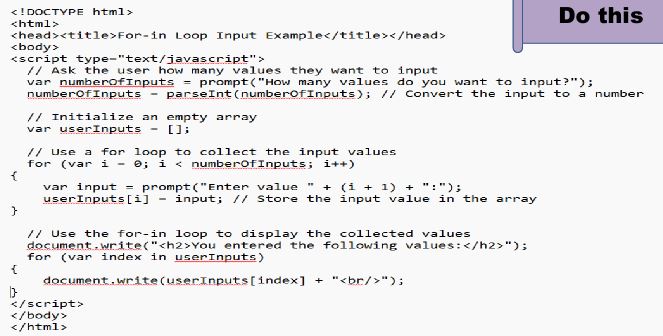 <!DOCTYPE html>
<html>
<head><title>For-in Loop Input Example</title></head>
<body>
<script type="text/javascript">
// Ask the user how many values they want to input
var numberOfInputs = prompt("How many values do you want to input?");
numberOfInputs = parseInt(numberOfInputs); // Convert the input to a number
// Initialize an empty array
var userInputs = [];
// Use a for loop to collect the input values
for (var i = 0; i < numberOfInputs; i++)
{
var input = prompt("Enter value " + (i + 1) + ":");
userInputs[i] = input; // Store the input value in the array
}
// Use the for-in loop to display the collected values
document.write("<h2>You entered the following values:</h2>");
for (var index in userInputs)
{
document.write(userInputs[index] + "<br/>");
}
</script>
</body>
</html>
Do this